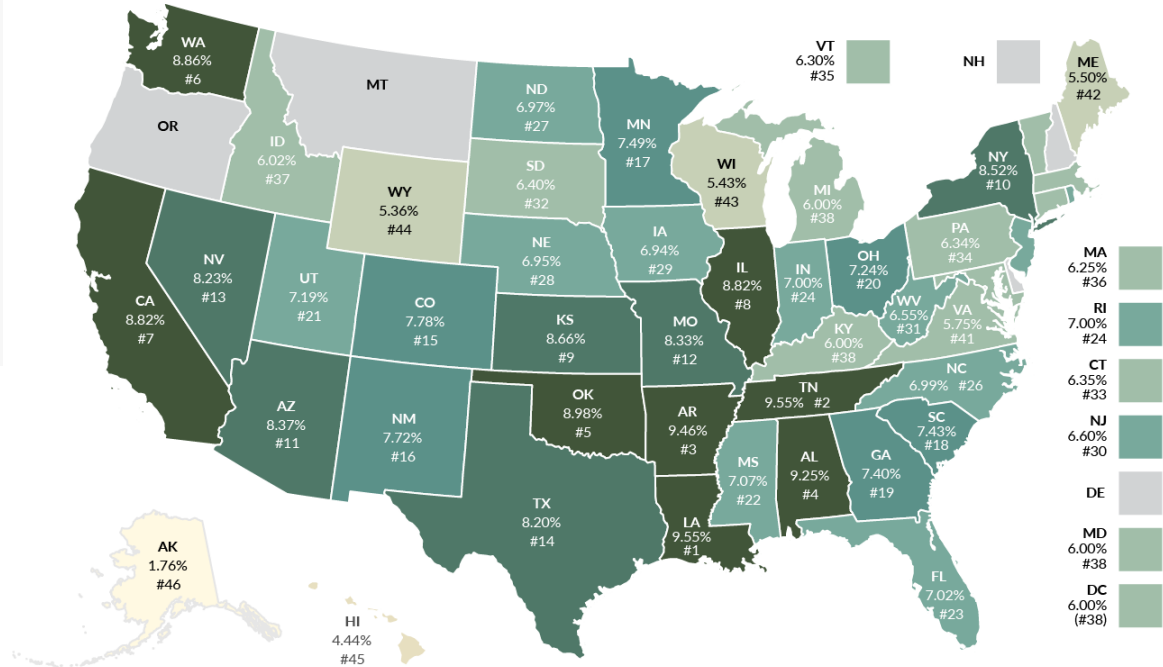 WA
8.86%
#6
OR
MT
ID
6.02%
#37
WY
5.36%
#44
ND
6.97%
#27
SD
6.40%
#32
NE
6.95%
#28
MN
7.49%
#17
IA
6.94%
#29
WI
5.43%
#43
MI
6.00%
#38
VT
6.30%
#35
NH
ME
5.50%
#42
NY
8.52%
#10
PA
6.34%
#34
CA
8.82%
#7
NV
8.23%
#13
UT
7.19%
#21
CO
7.78%
#15
KS
8.66%
#9
MO
8.33%
#12
IL
8.82%
#8
IN
7.00%
#24
OH
7.24%
#20
WV
6.55%
#31
VA
5.75%
#41
KY
6.00%
#38
NC
6.99% #26
TN
9.55% #2
SC
7.43%
#18
AZ
8.37%
#11
NM
7.72%
#16
OK
8.98%
#5
AR
9.46%
#3
TX
8.20%
#14
LA
9.55%
#1
MS
7.07%
#22
AL
9.25%
#4
GA
7.40%
#19
FL
7.02%
#23
AK
1.76%
#46
HI
4.44%
#45
MA
6.25%
#36
RI
7.00%
#24
CT
6.35%
#33
NJ
6.60%
#30
DE
MD
6.00%
#38
DC
6.00%
(#38)